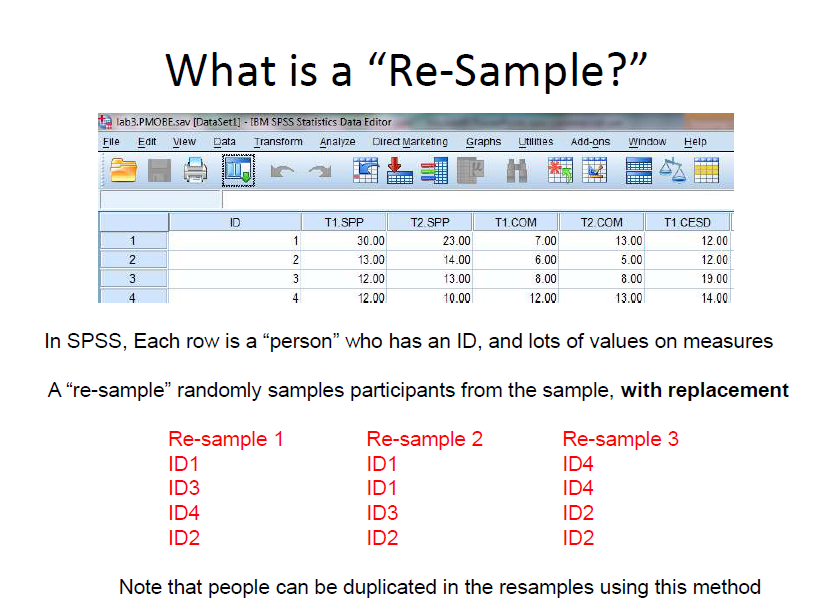 What is a “Re-Sample?”
lab3.PMOBE.sav [DataSet1] - IBM SPSS Statistics Data Editor
File Edit View Data Transform Analyze Direct Marketing Graphs Utilities Add-ons Window Help
ID T1.SPP T2.SPP T1.COM T2.COM T1.CESD
1 1 30.00 23.00 7.00 13.00 12.00
2 2 13.00 14.00 6.00 5.00 12.00
3 3 12.00 13.00 8.00 8.00 19.00
4 4 12.00 10.00 12.00 13.00 14.00
In SPSS, Each row is a “person” who has an ID, and lots of values on measures
A “re-sample” randomly samples participants from the sample, with replacement
Re-sample 1 Re-sample 2 Re-sample 3
ID1 ID1 ID4
ID3 ID1 ID4
ID4 ID3 ID2
ID2 ID2 ID2
Note that people can be duplicated in the resamples using this method